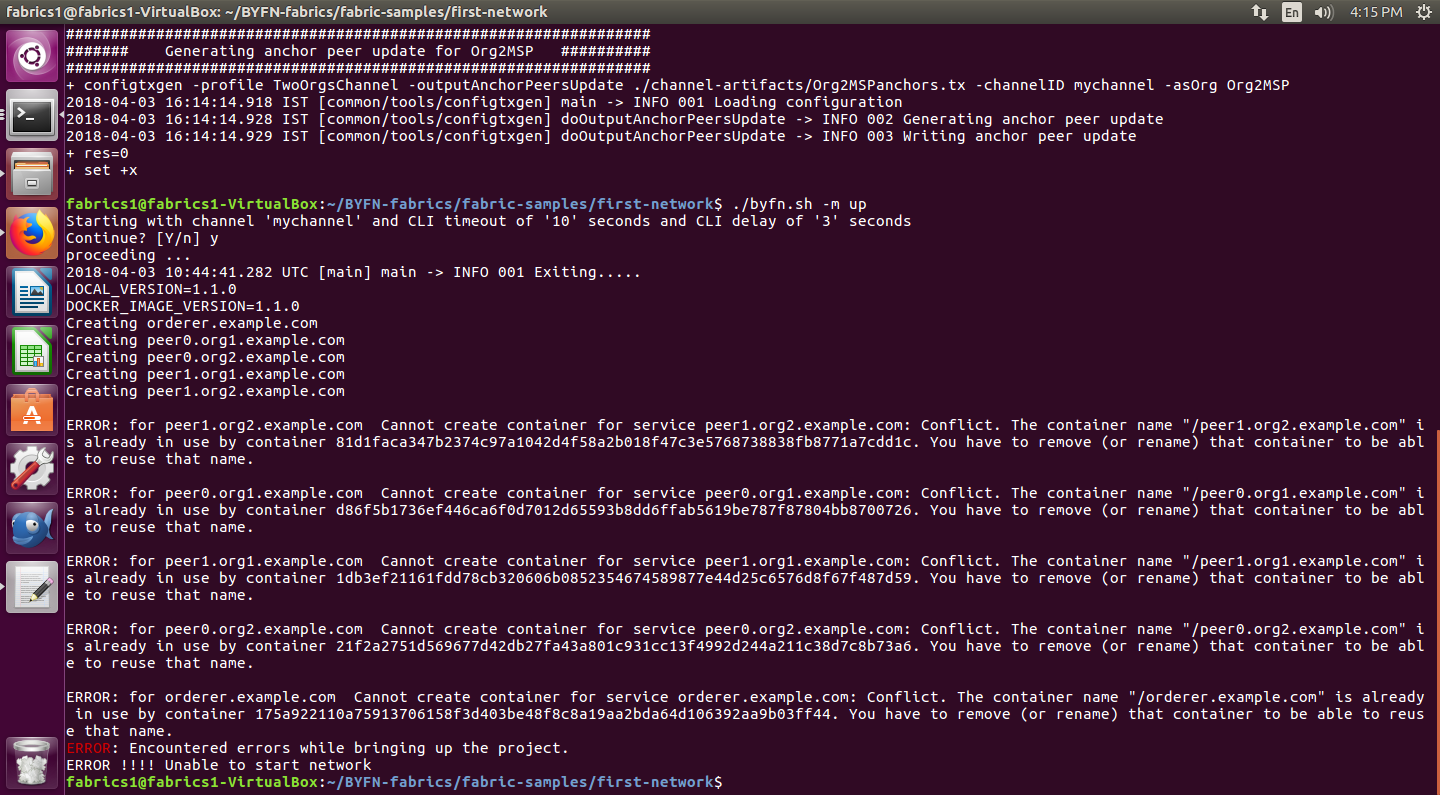 fabrics1@fabrics1-VirtualBox: ~/BYFN-fabrics/fabric-samples/first-network
En
4:15 PM
#################################################################
#######    Generating anchor peer update for Org2MSP   ##########
#################################################################
+ configtxgen -profile TwoOrgsChannel -outputAnchorPeersUpdate ./channel-artifacts/Org2MSPanchors.tx -channelID mychannel -asOrg Org2MSP
2018-04-03 16:14:14.918 IST [common/tools/configtxgen] main -> INFO 001 Loading configuration
2018-04-03 16:14:14.928 IST [common/tools/configtxgen] doOutputAnchorPeersUpdate -> INFO 002 Generating anchor peer update
2018-04-03 16:14:14.929 IST [common/tools/configtxgen] doOutputAnchorPeersUpdate -> INFO 003 Writing anchor peer update
+ res=0
+ set +x
fabrics1@fabrics1-VirtualBox:~/BYFN-fabrics/fabric-samples/first-network$ ./byfn.sh -m up
Starting with channel 'mychannel' and CLI timeout of '10' seconds and CLI delay of '3' seconds
Continue? [Y/n] y
proceeding ...
2018-04-03 10:44:41.282 UTC [main] main -> INFO 001 Exiting.....
LOCAL_VERSION=1.1.0
DOCKER_IMAGE_VERSION=1.1.0
Creating orderer.example.com
Creating peer0.org1.example.com
Creating peer0.org2.example.com
Creating peer1.org1.example.com
Creating peer1.org2.example.com
ERROR: for peer1.org2.example.com  Cannot create container for service peer1.org2.example.com: Conflict. The container name "/peer1.org2.example.com" i
s already in use by container 81d1faca347b2374c97a1042d4f58a2b018f47c3e5768738838fb8771a7cdd1c. You have to remove (or rename) that container to be abl
e to reuse that name.
ERROR: for peer0.org1.example.com  Cannot create container for service peer0.org1.example.com: Conflict. The container name "/peer0.org1.example.com" i
s already in use by container d86f5b1736ef446ca6f0d7012d65593b8dd6ffab5619be787f87804bb8700726. You have to remove (or rename) that container to be abl
e to reuse that name.
ERROR: for peer1.org1.example.com  Cannot create container for service peer1.org1.example.com: Conflict. The container name "/peer1.org1.example.com" i
s already in use by container 1db3ef21161fdd78cb320606b0852354674589877e44d25c6576d8f67f487d59. You have to remove (or rename) that container to be abl
e to reuse that name.
ERROR: for peer0.org2.example.com  Cannot create container for service peer0.org2.example.com: Conflict. The container name "/peer0.org2.example.com" i
s already in use by container 21f2a2751d569677d42db27fa43a801c931cc13f4992d244a211c38d7c8b73a6. You have to remove (or rename) that container to be abl
e to reuse that name.
ERROR: for orderer.example.com  Cannot create container for service orderer.example.com: Conflict. The container name "/orderer.example.com" is already
 in use by container 175a922110a75913706158f3d403be48f8c8a19aa2bda64d106392aa9b03ff44. You have to remove (or rename) that container to be able to reus
e that name.
ERROR: Encountered errors while bringing up the project.
ERROR !!!! Unable to start network
fabrics1@fabrics1-VirtualBox:~/BYFN-fabrics/fabric-samples/first-network$